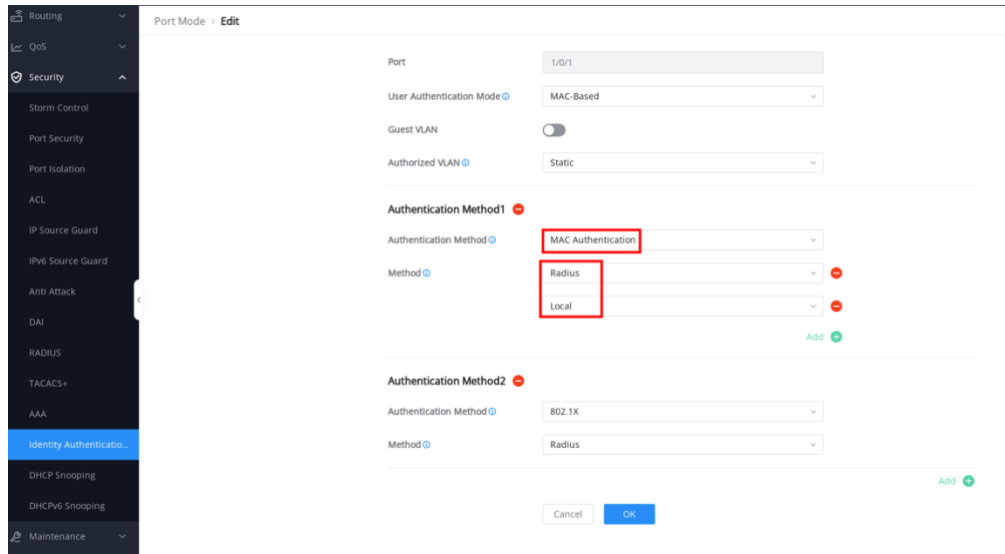 Routing
QoS
Security
Storm Control
Port Security
Port Isolation
ACL
IP Source Guard
IPv6 Source Guard
Anti Attack
DAI
RADIUS
TACACS+
AAA
Identity Authenticatio...
DHCP Snooping
DHCPv6 Snooping
Maintenance
Port Mode > Edit
Port 1/0/1
User Authentication Mode MAC-Based
Guest VLAN
Authorized VLAN Static
Authentication Method1
Authentication Method MAC Authentication
Method Radius
Local
Add
Authentication Method2
Authentication Method 802.1X
Method Radius
Add
Cancel OK